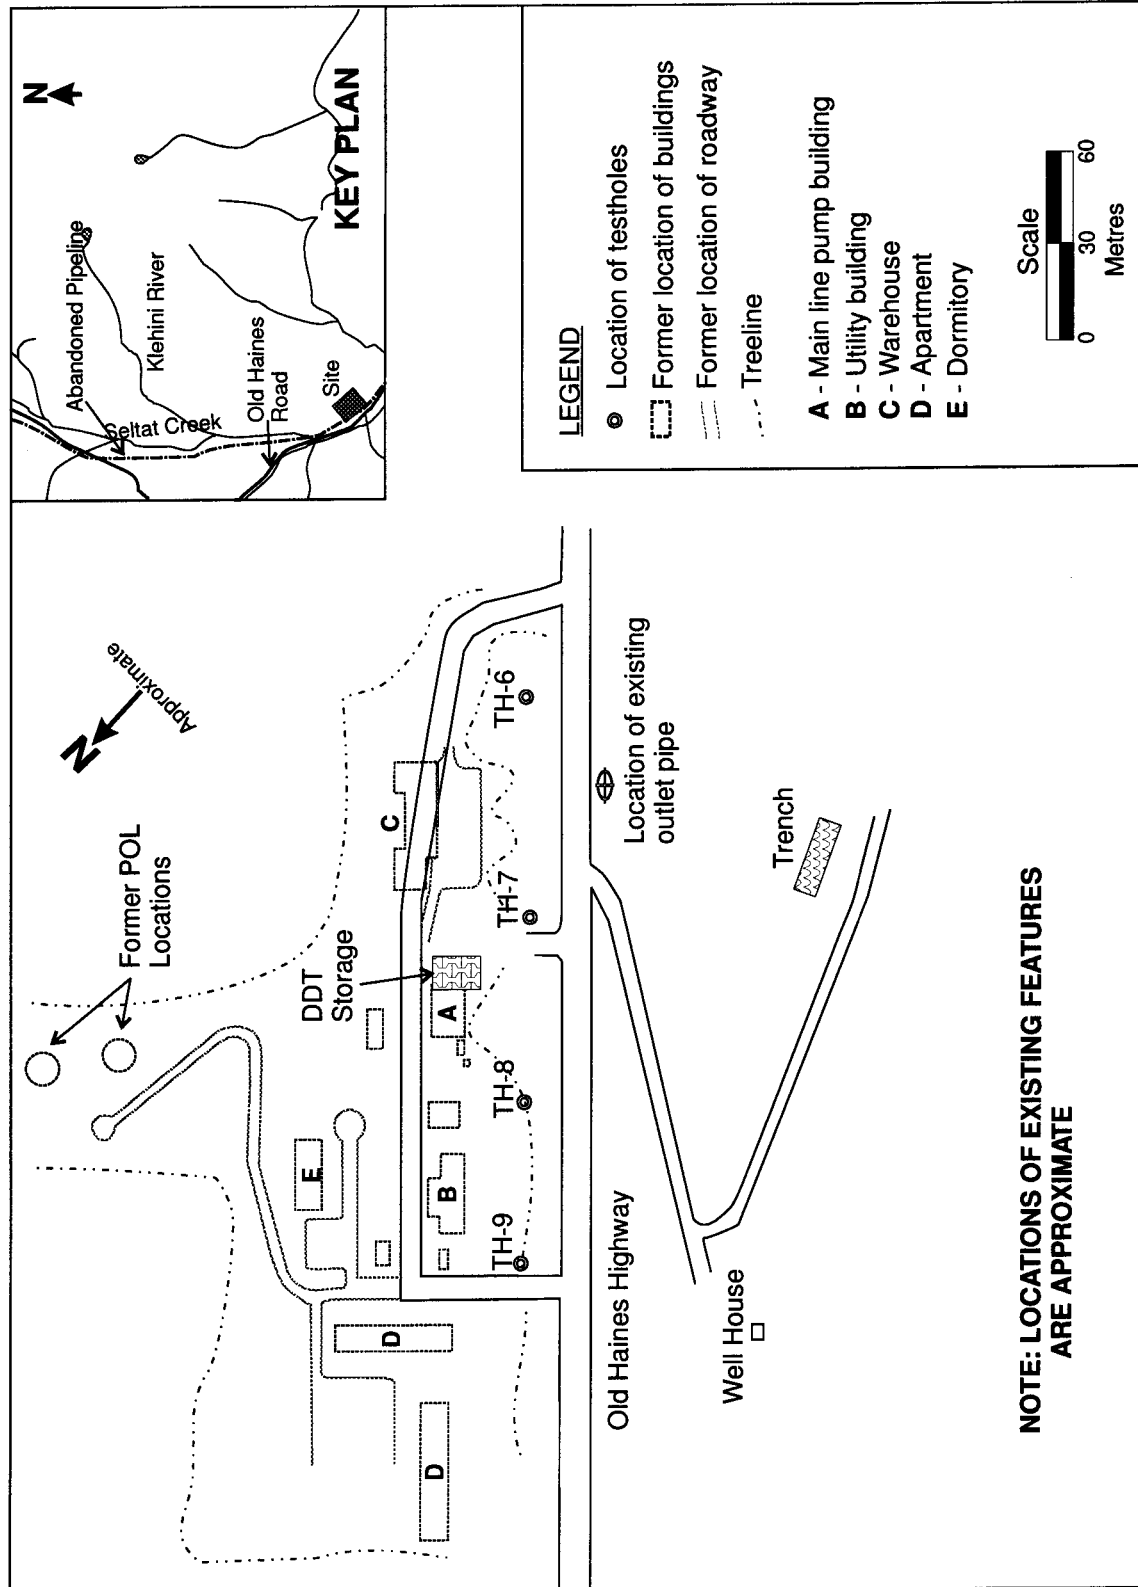 N
Approximate
Former POL
Locations
DDT
Storage
C
A
B
E
D
D
TH-9
TH-8
TH-7
TH-6
Old Haines Highway
Location of existing
outlet pipe
Well House
Trench
NOTE: LOCATIONS OF EXISTING FEATURES
ARE APPROXIMATE
N
Abandoned Pipeline
Seltat Creek
Klehini River
Old Haines
Road
Site
KEY PLAN
LEGEND
Location of testholes
Former location of buildings
Former location of roadway
Treeline
A - Main line pump building
B - Utility building
C - Warehouse
D - Apartment
E - Dormitory
Scale
0 30 60
Metres